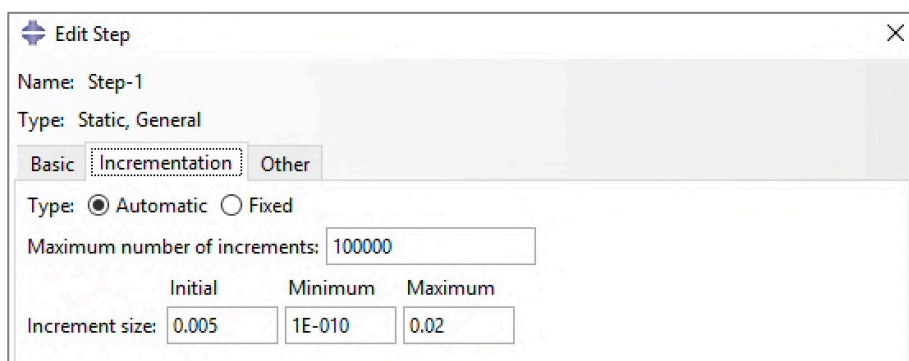 Edit Step
Name: Step-1
Type: Static, General
Basic Incrementation Other
Type: Automatic Fixed
Maximum number of increments: 100000
Initial Minimum Maximum
Increment size: 0.005 1E-010 0.02